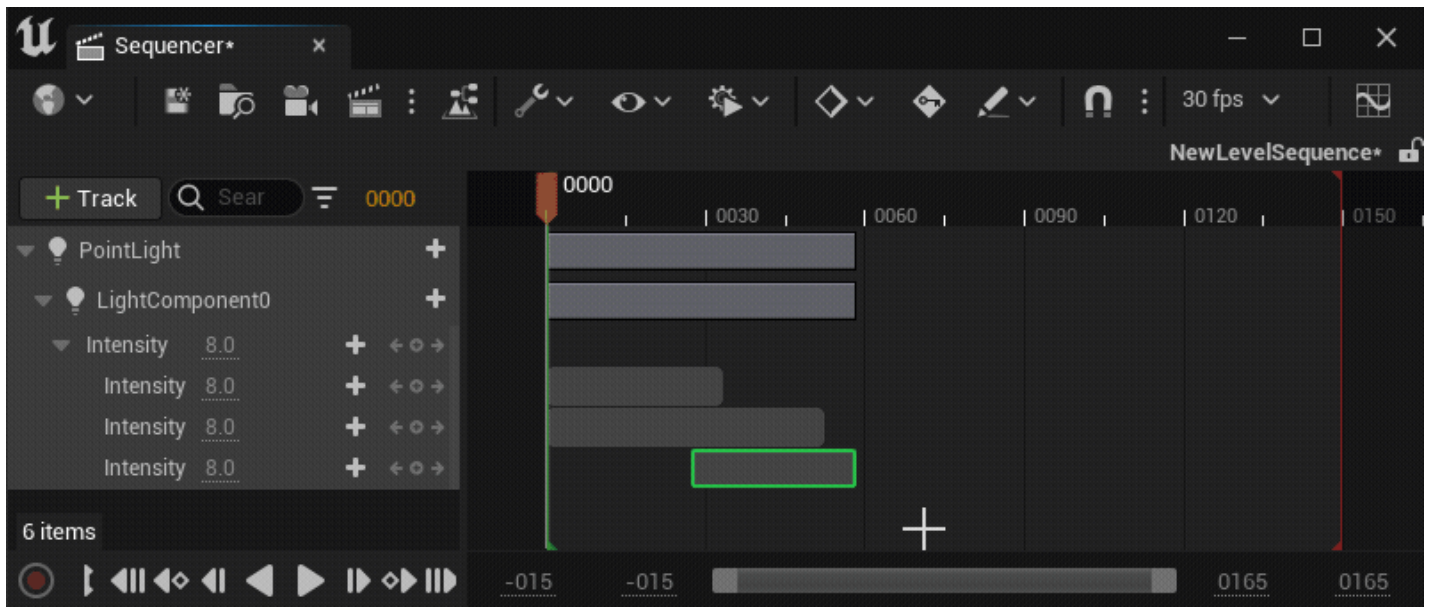 Sequencer*
30 fps
NewLevelSequence*
+ Track
Sear
0000
0000
0030
0060
0090
0120
0150
PointLight
LightComponent0
Intensity 8.0
Intensity 8.0
Intensity 8.0
Intensity 8.0
6 items
-015
-015
0165
0165